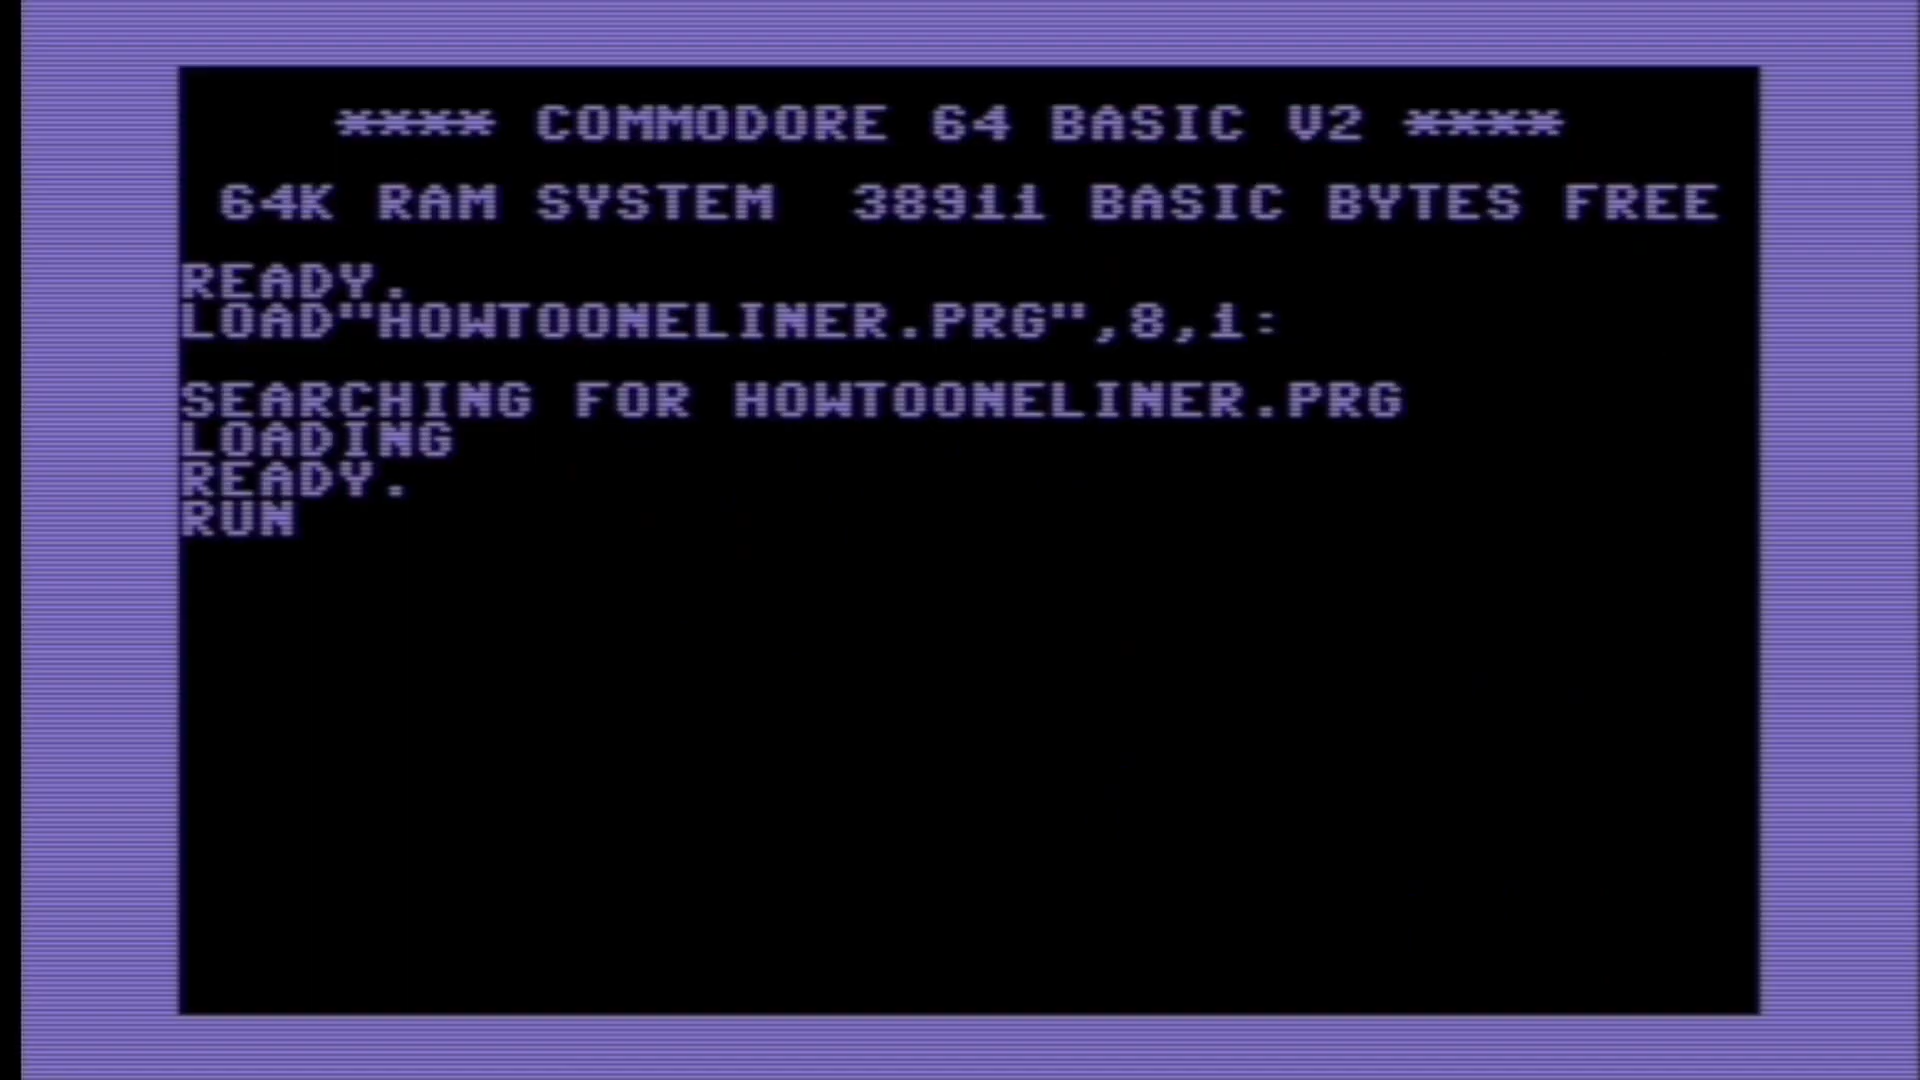 **** COMMODORE 64 BASIC V2 ****
64K RAM SYSTEM  38911 BASIC BYTES FREE
READY.
LOAD"HOWTOONELINER.PRG",8,1:
SEARCHING FOR HOWTOONELINER.PRG
LOADING
READY.
RUN